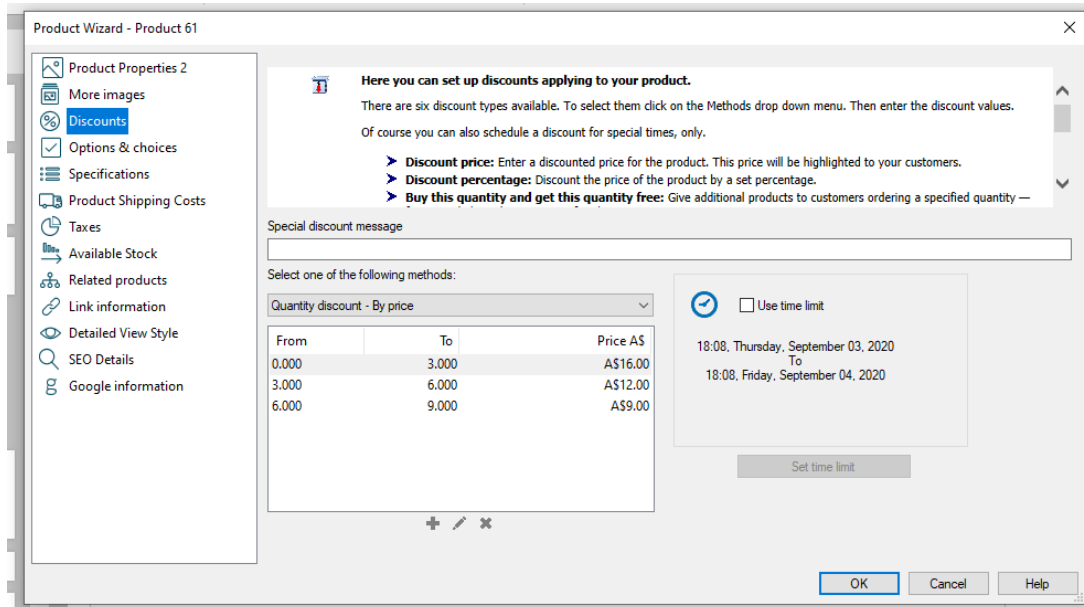 Product Wizard - Product 61
Product Properties 2
More images
Discounts
Options & choices
Specifications
Product Shipping Costs
Taxes
Available Stock
Related products
Link information
Detailed View Style
SEO Details
Google information
Here you can set up discounts applying to your product.
There are six discount types available. To select them click on the Methods drop down menu. Then enter the discount values.
Of course you can also schedule a discount for special times, only.
Discount price: Enter a discounted price for the product. This price will be highlighted to your customers.
Discount percentage: Discount the price of the product by a set percentage.
Buy this quantity and get this quantity free: Give additional products to customers ordering a specified quantity —
Special discount message
Select one of the following methods:
Quantity discount - By price
From To Price A$
0.000 3.000 A$16.00
3.000 6.000 A$12.00
6.000 9.000 A$9.00
Use time limit
18:08, Thursday, September 03, 2020
To
18:08, Friday, September 04, 2020
Set time limit
OK Cancel Help